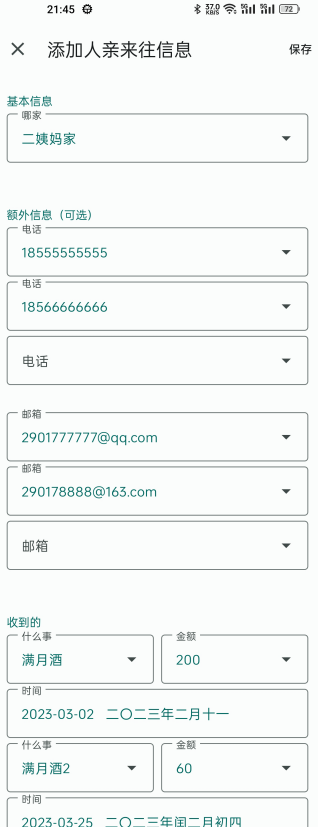 21:45 37.0 KB/S 5G 5G 72
添加人亲来往信息 保存
基本信息
哪家
二姨妈家
额外信息（可选）
电话
18555555555
电话
18566666666
电话
邮箱
2901777777@qq.com
邮箱
290178888@163.com
邮箱
收到的
什么事 金额
满月酒 200
时间
2023-03-02 二〇二三年二月十一
什么事 金额
满月酒2 60
时间
2023-03-25 二〇二三年闰二月初四